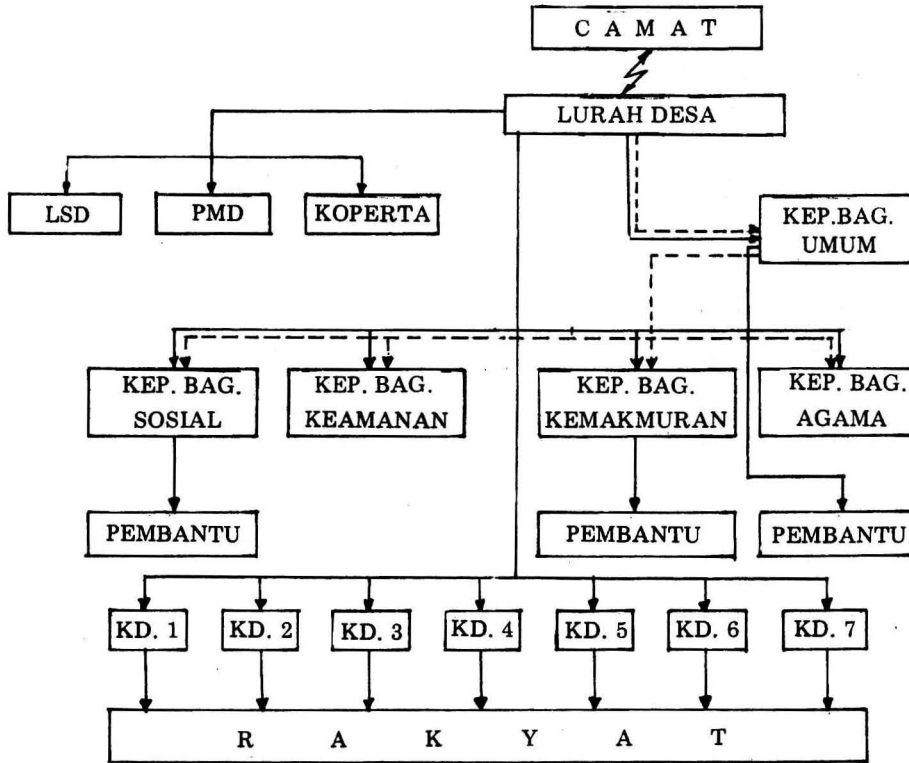 C A M A T
LURAH DESA
LSD
PMD
KOPERTA
KEP.BAG.
UMUM
KEP. BAG.
SOSIAL
KEP. BAG.
KEAMANAN
KEP. BAG.
KEMAKMURAN
KEP. BAG.
AGAMA
PEMBANTU
PEMBANTU
PEMBANTU
KD. 1
KD. 2
KD. 3
KD. 4
KD. 5
KD. 6
KD. 7
R A K Y A T